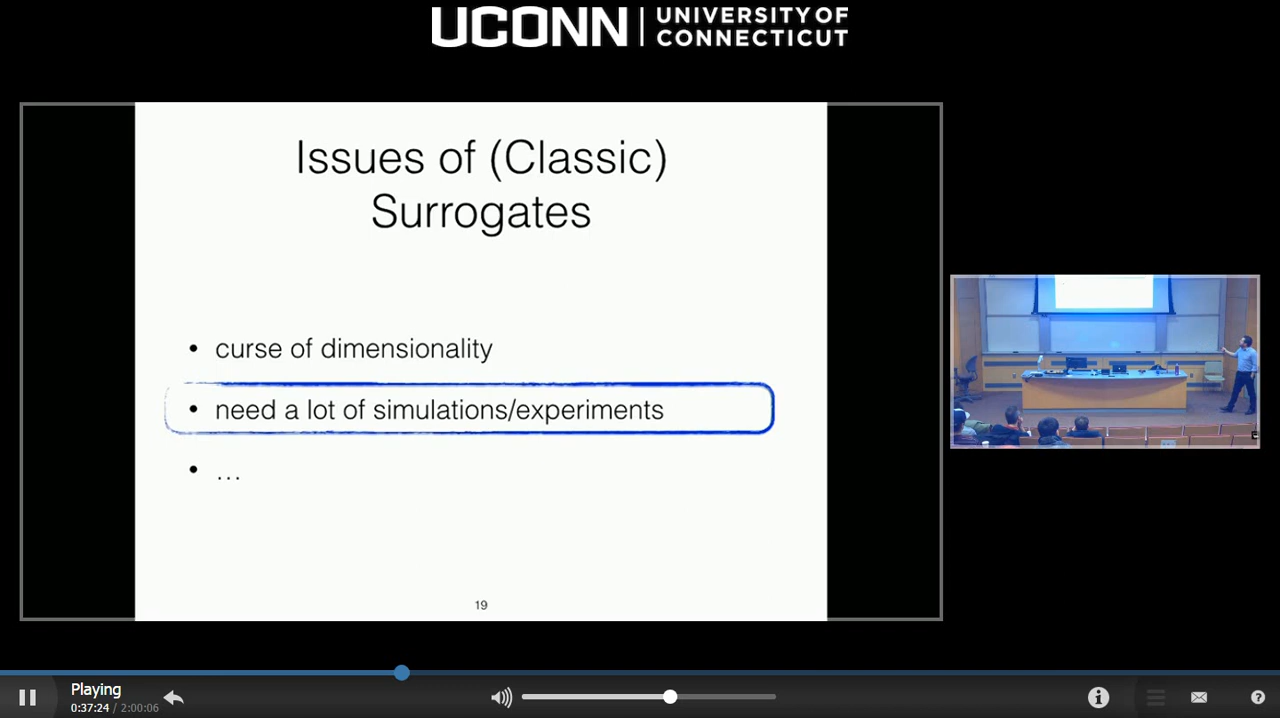 UCONN | UNIVERSITY OF
CONNECTICUT
Issues of (Classic)
Surrogates
• curse of dimensionality
• need a lot of simulations/experiments
• ...
19
Playing
0:37:24 / 2:00:06